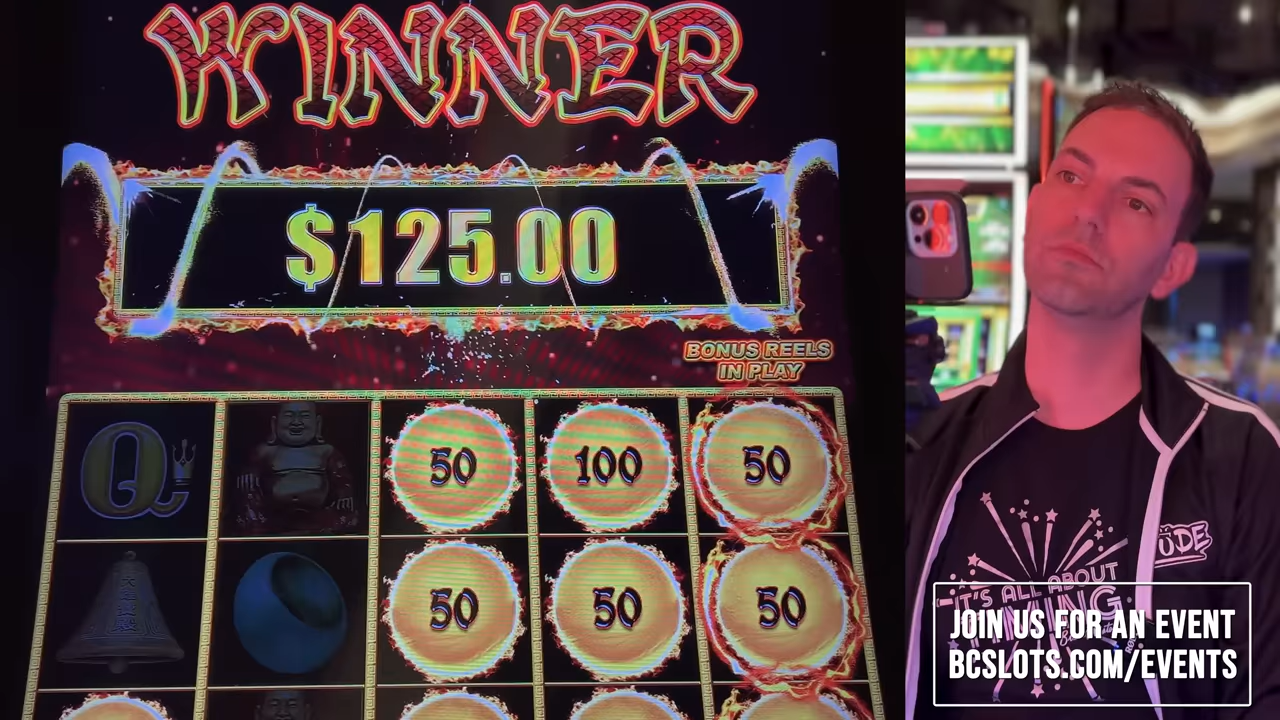 WINNER
$125.00
BONUS REELS
IN PLAY
Q
50
100
50
50
50
50
IT'S ALL ABOUT
JOIN US FOR AN EVENT
BCSLOTS.COM/EVENTS